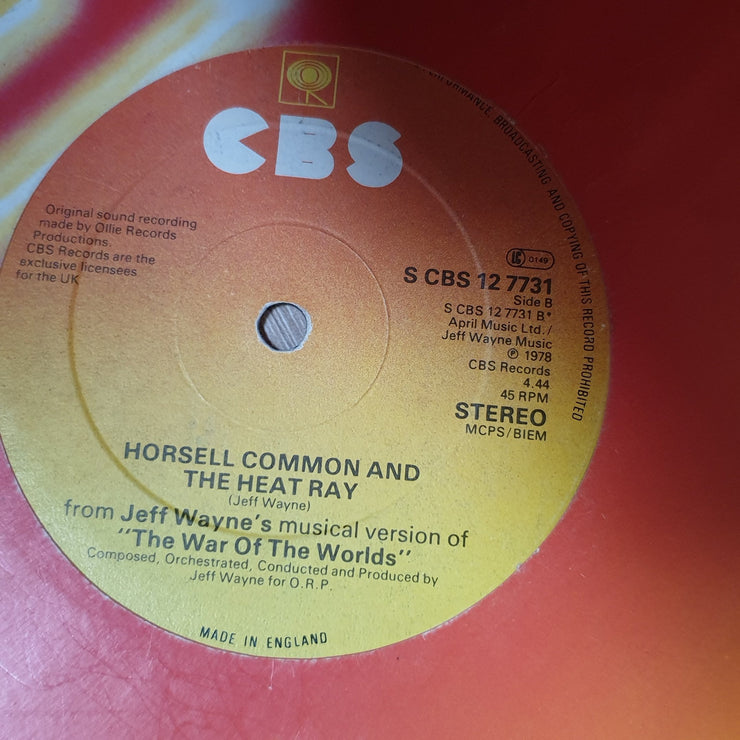 CBS
Original sound recording
made by Ollie Records
Productions.
CBS Records are the
exclusive licensees
for the UK
LC 0149
S CBS 12 7731
Side B
S CBS 12 7731 B*
April Music Ltd./
Jeff Wayne Music
℗ 1978
CBS Records
4.44
45 RPM
STEREO
MCPS/BIEM
HORSELL COMMON AND
THE HEAT RAY
(Jeff Wayne)
from Jeff Wayne's musical version of
"The War Of The Worlds"
Composed, Orchestrated, Conducted and Produced by
Jeff Wayne for O.R.P.
MADE IN ENGLAND
BROADCASTING AND COPYING OF THIS RECORD PROHIBITED